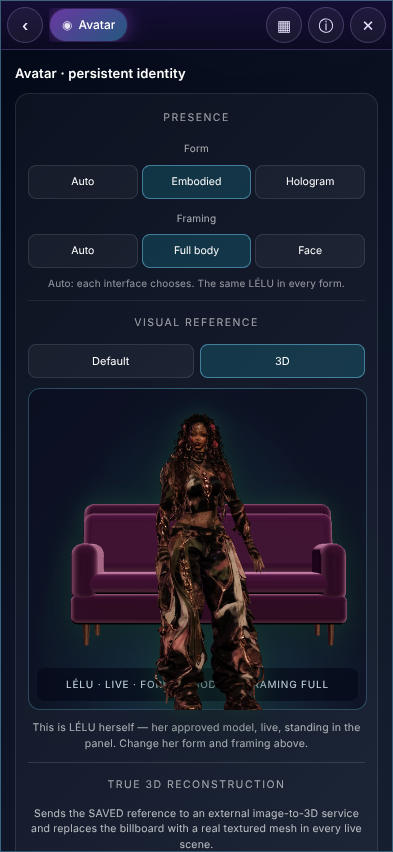 Avatar
Avatar · persistent identity
PRESENCE
Form
Auto
Embodied
Hologram
Framing
Auto
Full body
Face
Auto: each interface chooses. The same LÉLU in every form.
VISUAL REFERENCE
Default
3D
LÉLU · LIVE · FRAMING FULL
This is LÉLU herself — her approved model, live, standing in the
panel. Change her form and framing above.
TRUE 3D RECONSTRUCTION
Sends the SAVED reference to an external image-to-3D service
and replaces the billboard with a real textured mesh in every live
scene.